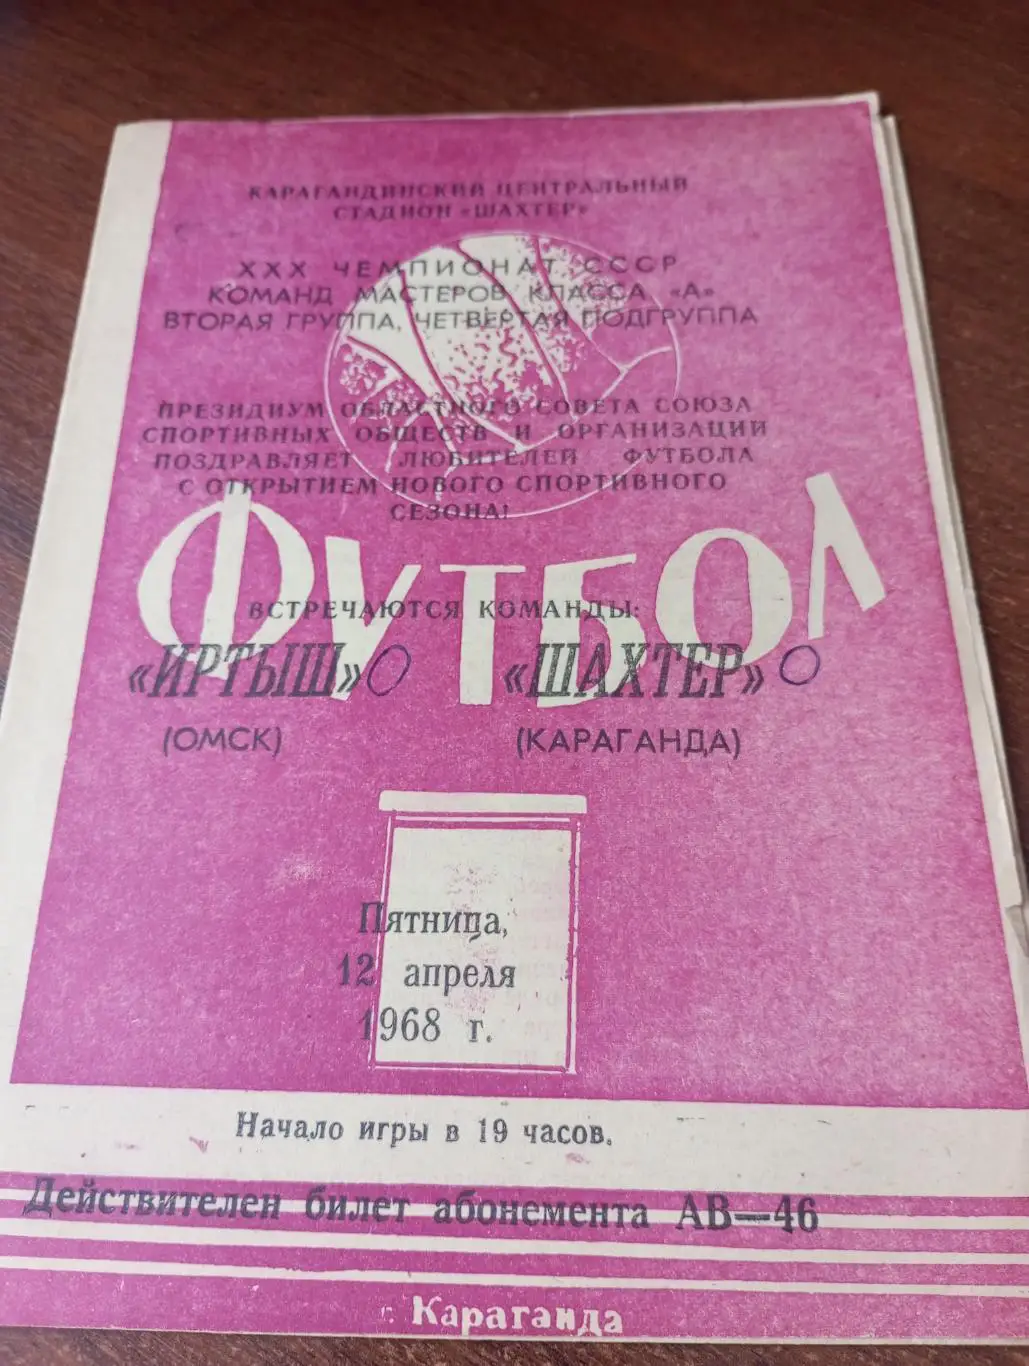 КАРАГАНДИНСКИЙ ЦЕНТРАЛЬНЫЙ
СТАДИОН «ШАХТЕР»
XXX ЧЕМПИОНАТ СССР
КОМАНД МАСТЕРОВ КЛАССА «А»
ВТОРАЯ ГРУППА, ЧЕТВЕРТАЯ ПОДГРУППА
ПРЕЗИДИУМ ОБЛАСТНОГО СОВЕТА СОЮЗА
СПОРТИВНЫХ ОБЩЕСТВ И ОРГАНИЗАЦИЙ
ПОЗДРАВЛЯЕТ ЛЮБИТЕЛЕЙ ФУТБОЛА
С ОТКРЫТИЕМ НОВОГО СПОРТИВНОГО
СЕЗОНА!
ФУТБОЛ
ВСТРЕЧАЮТСЯ КОМАНДЫ:
«ИРТЫШ» 0 «ШАХТЕР» 0
(ОМСК) (КАРАГАНДА)
Пятница,
12 апреля
1968 г.
Начало игры в 19 часов.
Действителен билет абонемента АВ—46
г. Караганда